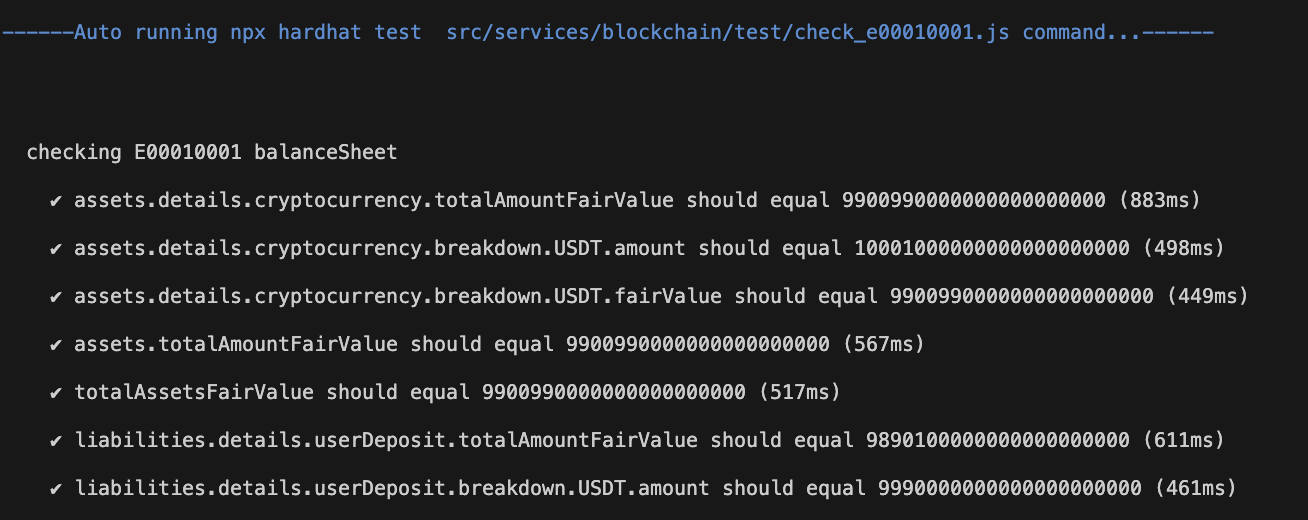 ------Auto running npx hardhat test  src/services/blockchain/test/check_e00010001.js command...------
checking E00010001 balanceSheet
✔ assets.details.cryptocurrency.totalAmountFairValue should equal 9900990000000000000000 (883ms)
✔ assets.details.cryptocurrency.breakdown.USDT.amount should equal 10001000000000000000000 (498ms)
✔ assets.details.cryptocurrency.breakdown.USDT.fairValue should equal 9900990000000000000000 (449ms)
✔ assets.totalAmountFairValue should equal 9900990000000000000000 (567ms)
✔ totalAssetsFairValue should equal 9900990000000000000000 (517ms)
✔ liabilities.details.userDeposit.totalAmountFairValue should equal 9890100000000000000000 (611ms)
✔ liabilities.details.userDeposit.breakdown.USDT.amount should equal 9990000000000000000000 (461ms)